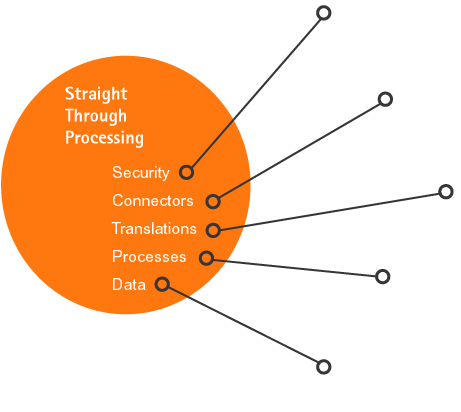 Straight
Through
Processing
Security
Connectors
Translations
Processes
Data